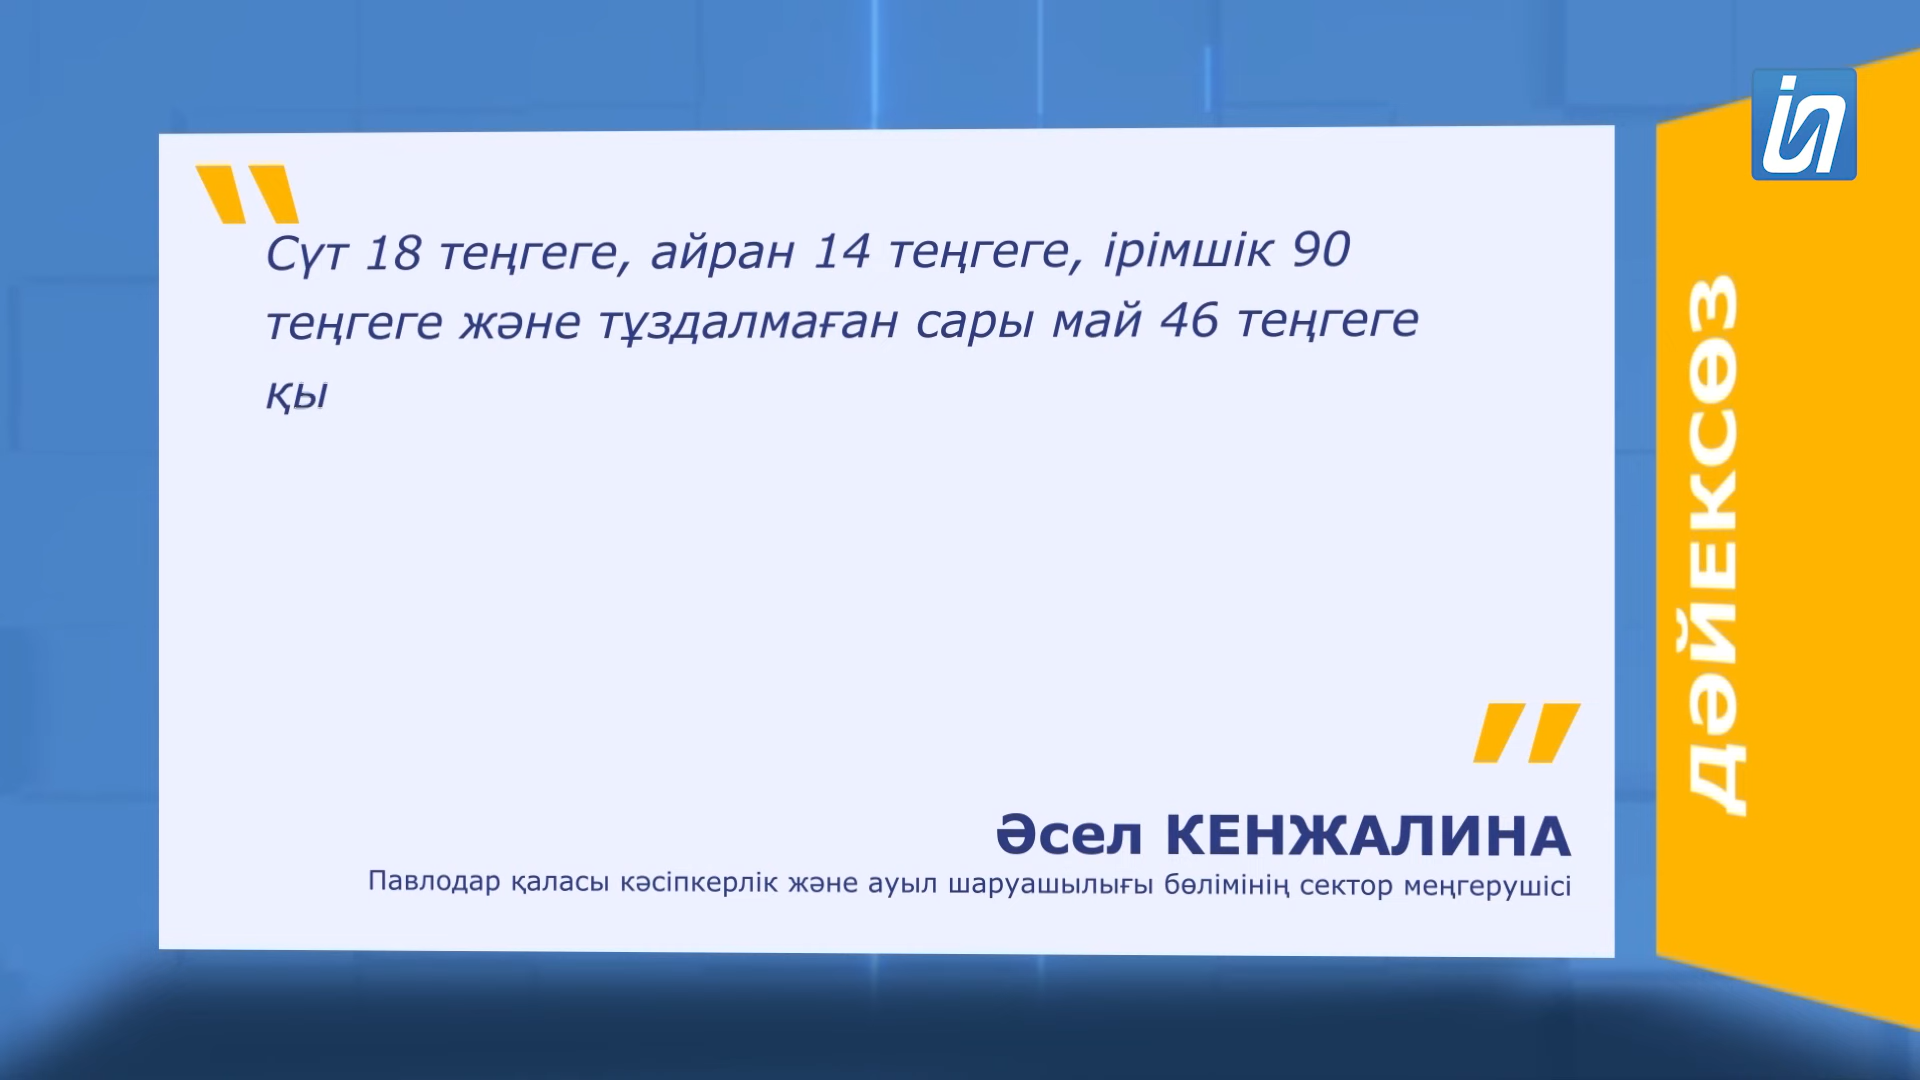 Сүт 18 теңгеге, айран 14 теңгеге, ірімшік 90
теңгеге және тұздалмаған сары май 46 теңгеге
қы
Әсел КЕНЖАЛИНА
Павлодар қаласы кәсіпкерлік және ауыл шаруашылығы бөлімінің сектор меңгерушісі
ДӘЙЕКСӨЗ